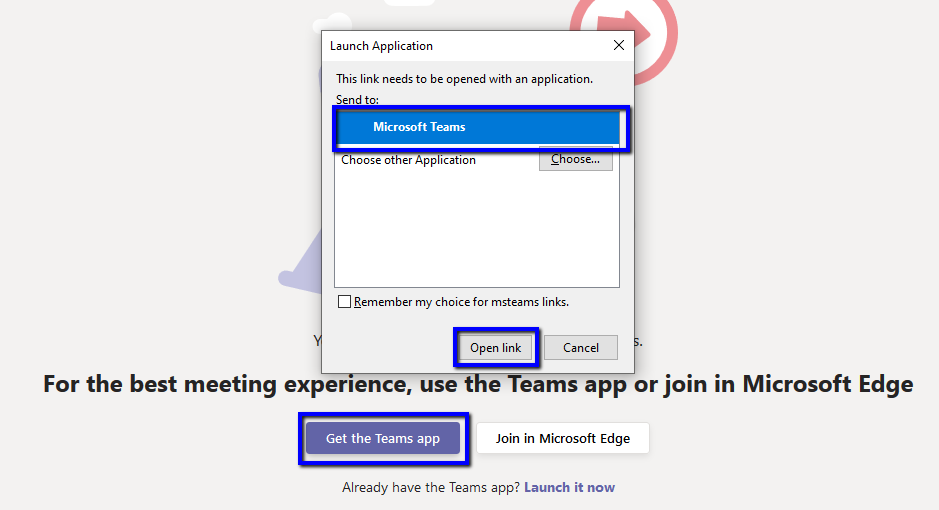 Launch Application
This link needs to be opened with an application.
Send to:
Microsoft Teams
Choose other Application
Choose...
Remember my choice for msteams links.
Open link
Cancel
For the best meeting experience, use the Teams app or join in Microsoft Edge
Get the Teams app
Join in Microsoft Edge
Already have the Teams app? Launch it now